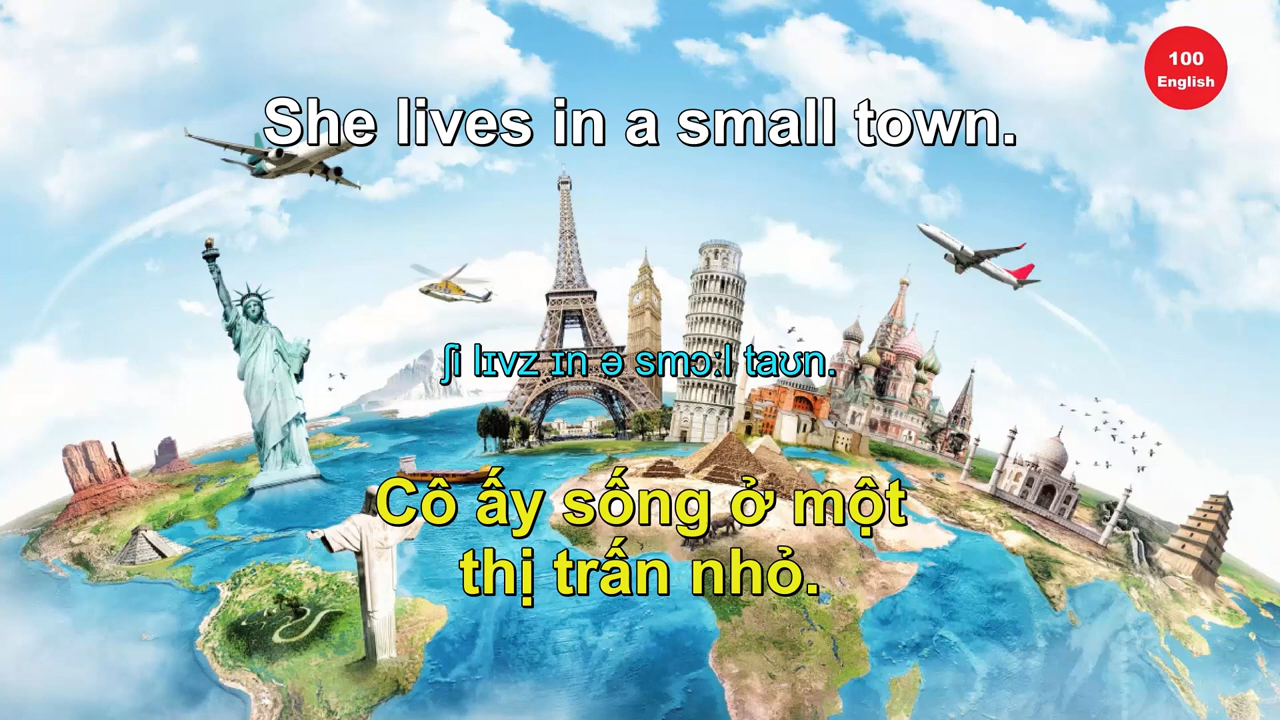 100
English
She lives in a small town.
ʃi lɪvz ɪn ə smɔːl taʊn.
Cô ấy sống ở một
thị trấn nhỏ.